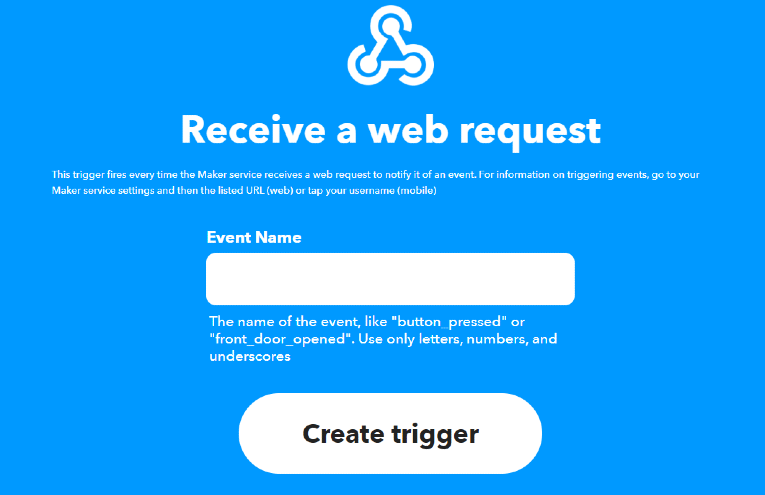 Receive a web request
This trigger fires every time the Maker service receives a web request to notify it of an event. For information on triggering events, go to your
Maker service settings and then the listed URL (web) or tap your username (mobile)
Event Name
The name of the event, like "button_pressed" or
"front_door_opened". Use only letters, numbers, and
underscores
Create trigger